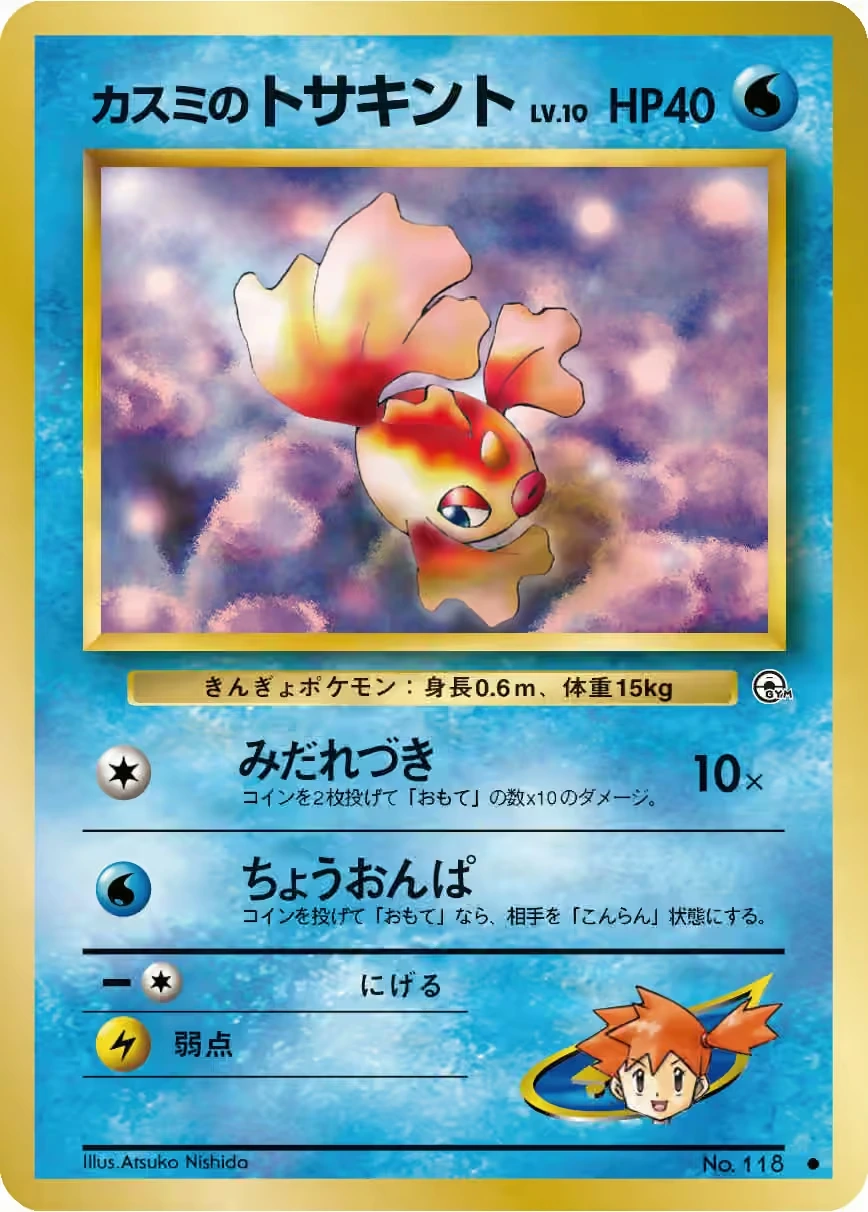 カスミのトサキント LV.10 HP40
きんぎょポケモン：身長0.6m、体重15kg
GYM
みだれづき 10×
コインを2枚投げて「おもて」の数x10のダメージ。
ちょうおんぱ
コインを投げて「おもて」なら、相手を「こんらん」状態にする。
にげる
弱点
Illus.Atsuko Nishida No. 118